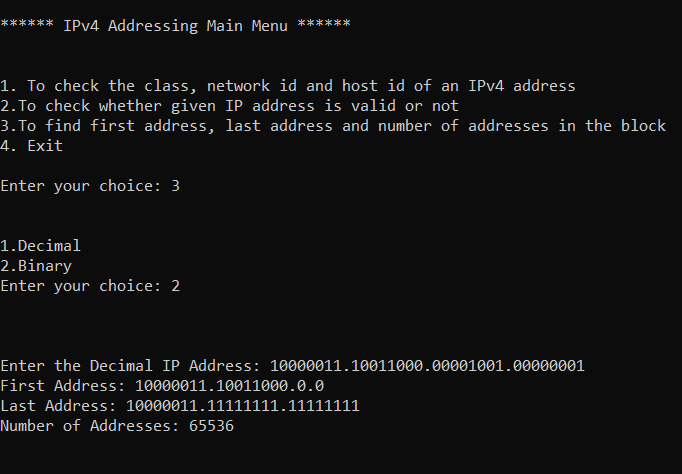 ****** IPv4 Addressing Main Menu ******
1. To check the class, network id and host id of an IPv4 address
2.To check whether given IP address is valid or not
3.To find first address, last address and number of addresses in the block
4. Exit
Enter your choice: 3
1.Decimal
2.Binary
Enter your choice: 2
Enter the Decimal IP Address: 10000011.10011000.00001001.00000001
First Address: 10000011.10011000.0.0
Last Address: 10000011.11111111.11111111
Number of Addresses: 65536